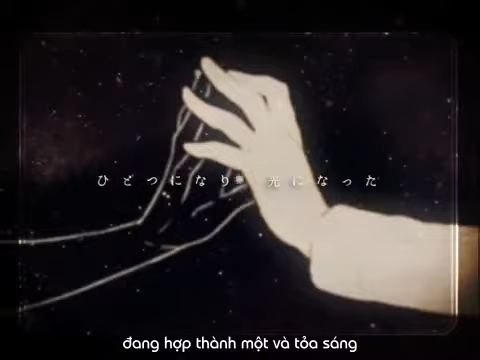 ひとつになり 光になった
đang hợp thành một và tỏa sáng